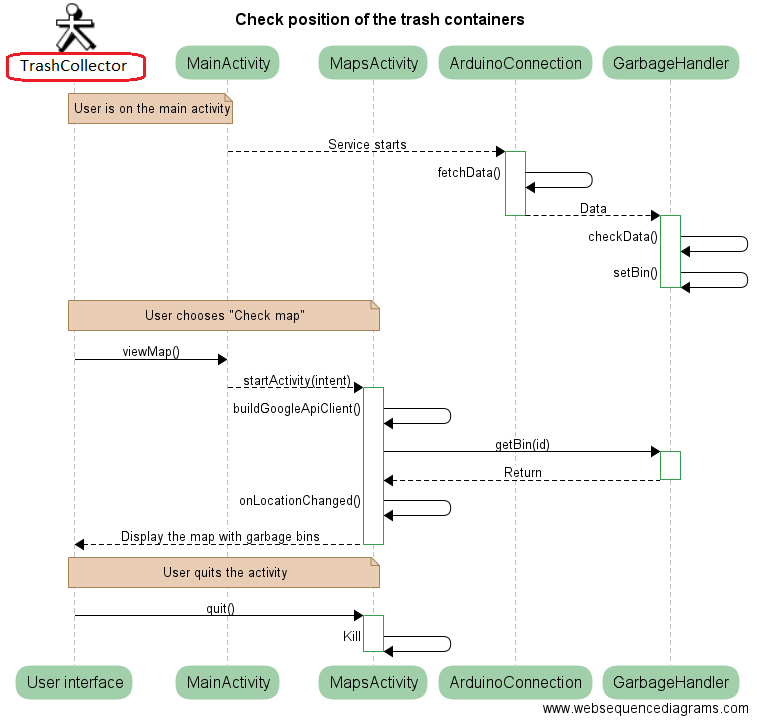 Check position of the trash containers
TrashCollector
MainActivity
MapsActivity
ArduinoConnection
GarbageHandler
User is on the main activity
Service starts
fetchData()
Data
checkData()
setBin()
User chooses "Check map"
viewMap()
startActivity(intent)
buildGoogleApiClient()
getBin(id)
Return
onLocationChanged()
Display the map with garbage bins
User quits the activity
quit()
Kill
User interface
MainActivity
MapsActivity
ArduinoConnection
GarbageHandler
www.websequencediagrams.com